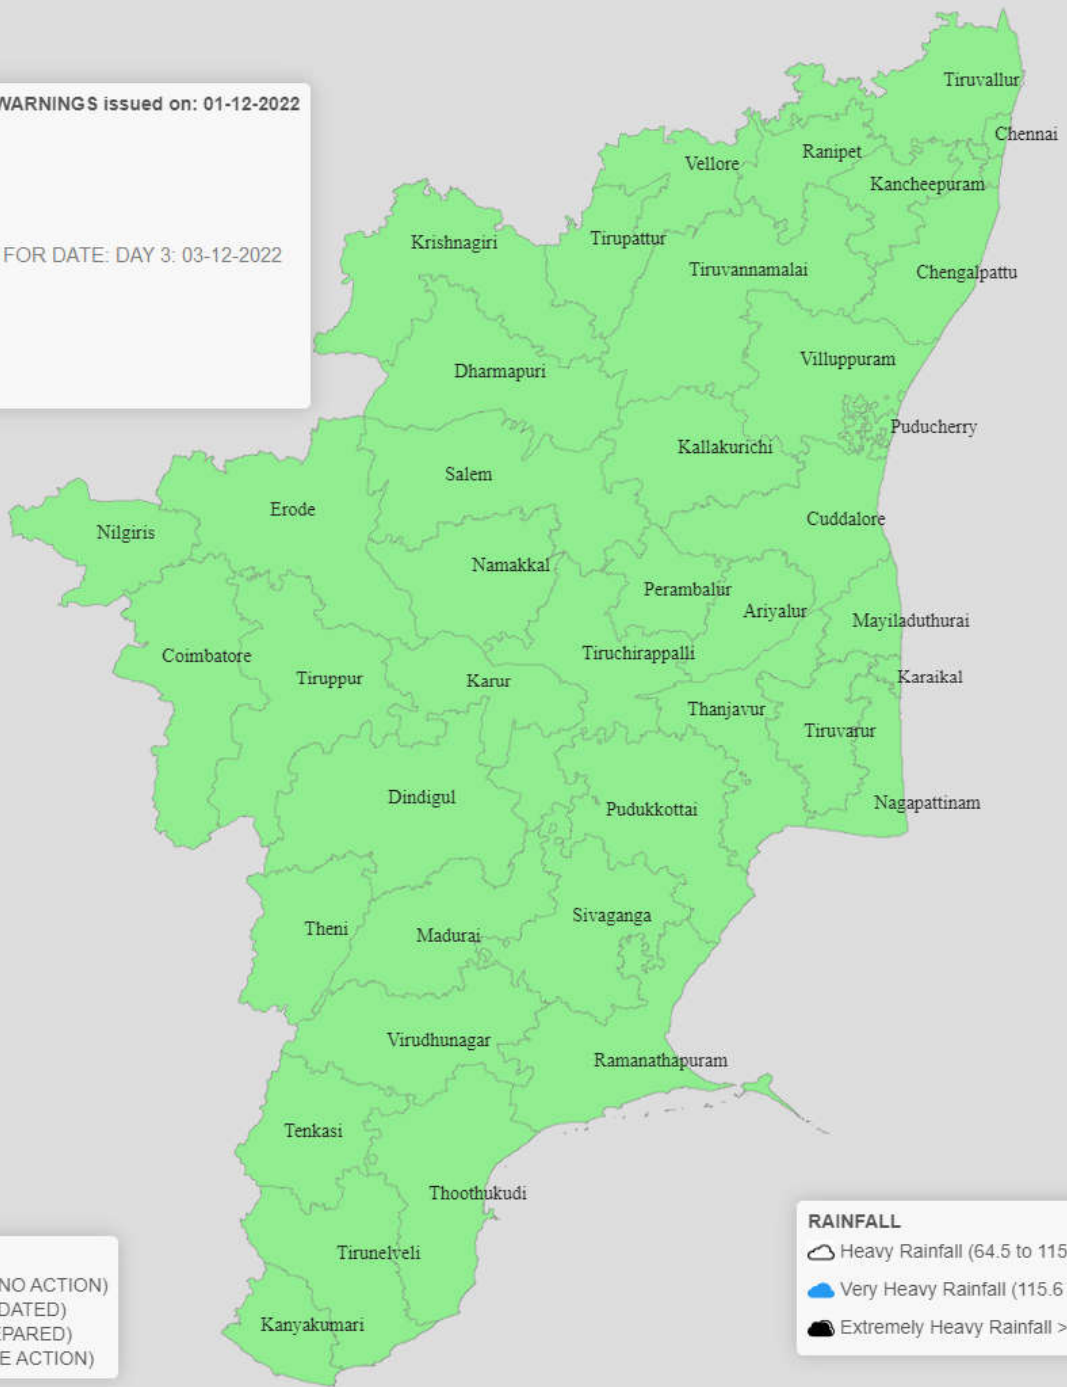 WARNINGS issued on: 01-12-2022
FOR DATE: DAY 3: 03-12-2022
Tiruvallur
Chennai
Ranipet
Vellore
Kancheepuram
Krishnagiri
Tirupattur
Tiruvannamalai
Chengalpattu
Villuppuram
Dharmapuri
Puducherry
Kallakurichi
Salem
Erode
Cuddalore
Nilgiris
Namakkal
Perambalur
Ariyalur
Mayiladuthurai
Coimbatore
Tiruchirappalli
Tiruppur
Karur
Karaikal
Thanjavur
Tiruvarur
Dindigul
Pudukkottai
Nagapattinam
Sivaganga
Theni
Madurai
Virudhunagar
Ramanathapuram
Tenkasi
Thoothukudi
Tirunelveli
Kanyakumari
NO ACTION)
DATED)
EPARED)
E ACTION)
RAINFALL
Heavy Rainfall (64.5 to 115
Very Heavy Rainfall (115.6
Extremely Heavy Rainfall >